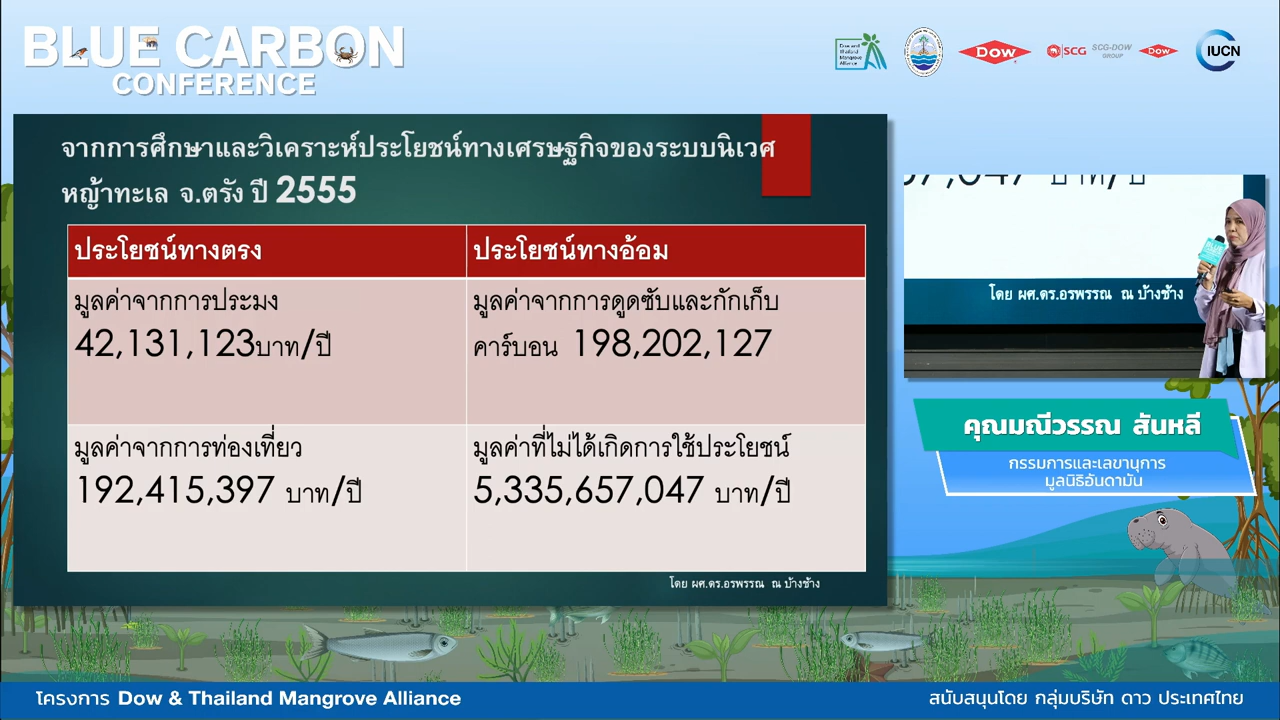 BLUE CARBON
CONFERENCE
Dow and
Thailand
Mangrove
Alliance
DOW
SCG
SCG-DOW
GROUP
DOW
IUCN
จากการศึกษาและวิเคราะห์ประโยชน์ทางเศรษฐกิจของระบบนิเวศ
หญ้าทะเล จ.ตรัง ปี 2555
ประโยชน์ทางตรง
ประโยชน์ทางอ้อม
มูลค่าจากการประมง
42,131,123บาท/ปี
มูลค่าจากการดูดซับและกักเก็บ
คาร์บอน 198,202,127
มูลค่าจากการท่องเที่ยว
192,415,397 บาท/ปี
มูลค่าที่ไม่ได้เกิดการใช้ประโยชน์
5,335,657,047 บาท/ปี
โดย ผศ.ดร.อรพรรณ ณ บ้างช้าง
โดย ผศ.ดร.อรพรรณ ณ บ้างช้าง
คุณมณีวรรณ สันหลี
กรรมการและเลขานุการ
มูลนิธิอันดามัน
โครงการ Dow & Thailand Mangrove Alliance
สนับสนุนโดย กลุ่มบริษัท ดาว ประเทศไทย